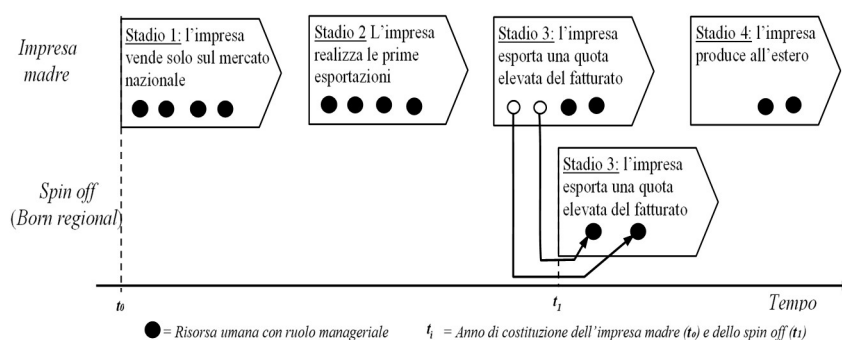 Impresa
madre
Stadio 1: l'impresa
vende solo sul mercato
nazionale
Stadio 2 L'impresa
realizza le prime
esportazioni
Stadio 3: l'impresa
esporta una quota
elevata del fatturato
Stadio 4: l'impresa
produce all'estero
Spin off
(Born regional)
Stadio 3: l'impresa
esporta una quota
elevata del fatturato
t0
t1
Tempo
= Risorsa umana con ruolo manageriale
ti = Anno di costituzione dell'impresa madre (t0) e dello spin off (t1)